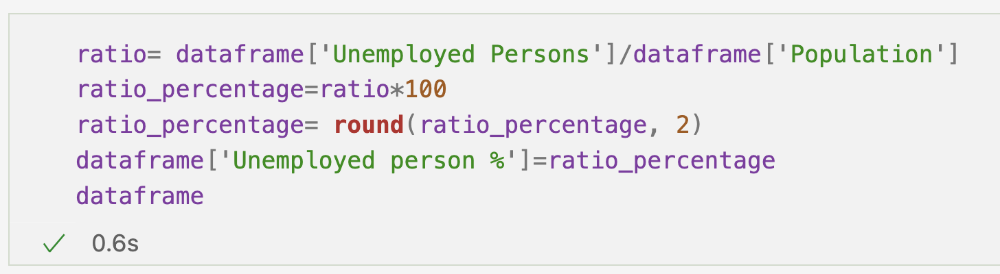 ratio= dataframe['Unemployed Persons']/dataframe['Population']
ratio_percentage=ratio*100
ratio_percentage= round(ratio_percentage, 2)
dataframe['Unemployed person %']=ratio_percentage
dataframe
✓ 0.6s